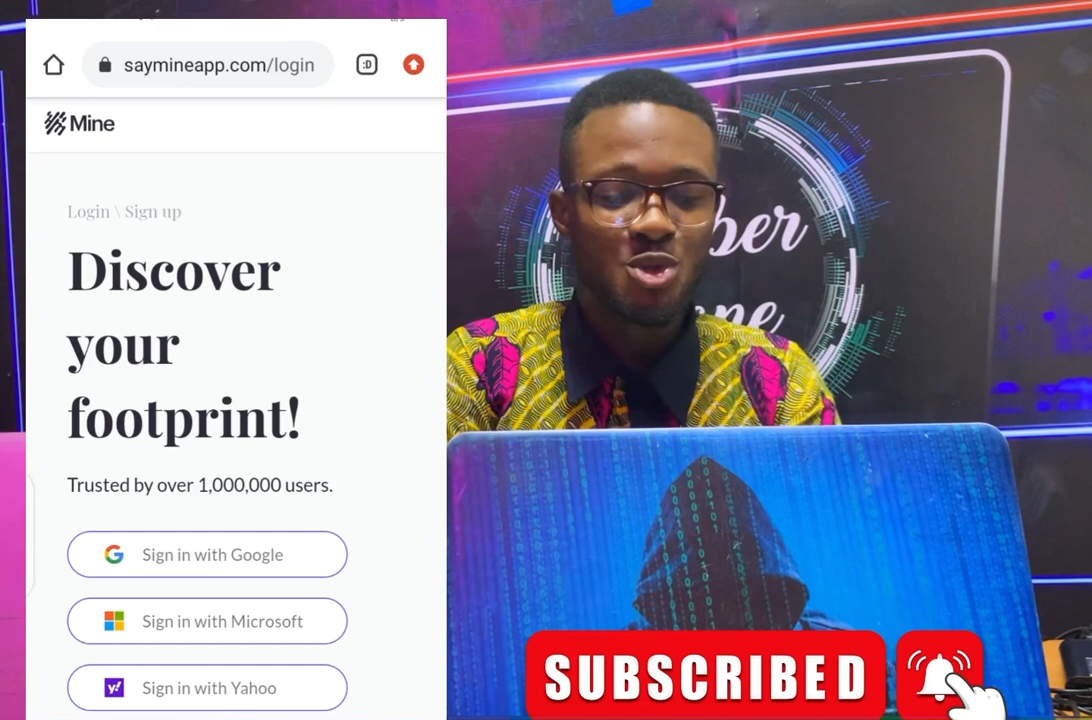 saymineapp.com/login
:D
Mine
Login \ Sign up
Discover
your
footprint!
Trusted by over 1,000,000 users.
Sign in with Google
Sign in with Microsoft
y! Sign in with Yahoo
SUBSCRIBED